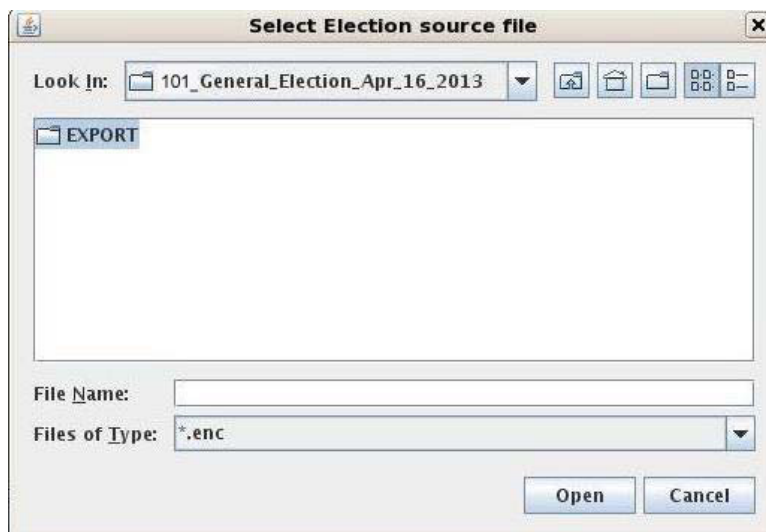 Select Election source file
Look In: 101_General_Election_Apr_16_2013
EXPORT
File Name:
Files of Type: *.enc
Open Cancel